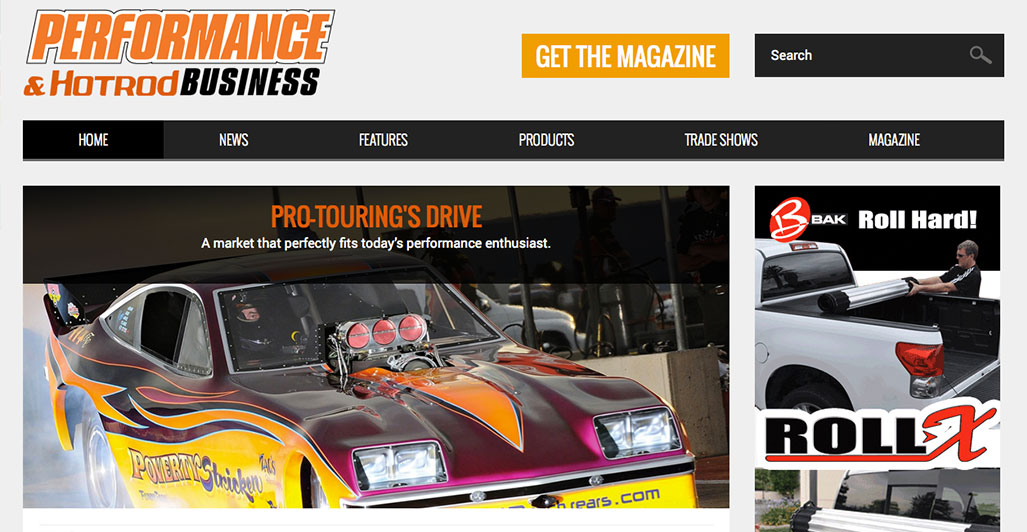 PERFORMANCE
& HOTROD BUSINESS
GET THE MAGAZINE
Search
HOME
NEWS
FEATURES
PRODUCTS
TRADE SHOWS
MAGAZINE
PRO-TOURING'S DRIVE
A market that perfectly fits today's performance enthusiast.
POVERTY Stricken
rears.com
B BAK Roll Hard!
ROLL X